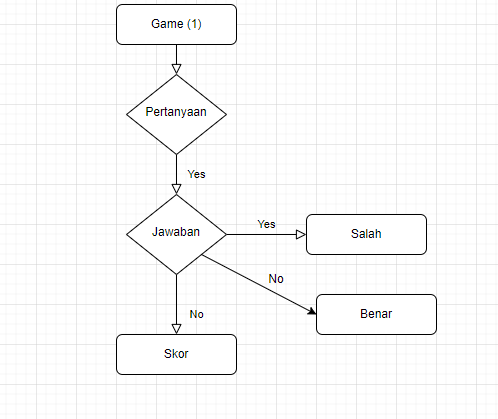 Game (1)
Pertanyaan
Yes
Jawaban
Yes
Salah
No
Benar
No
Skor